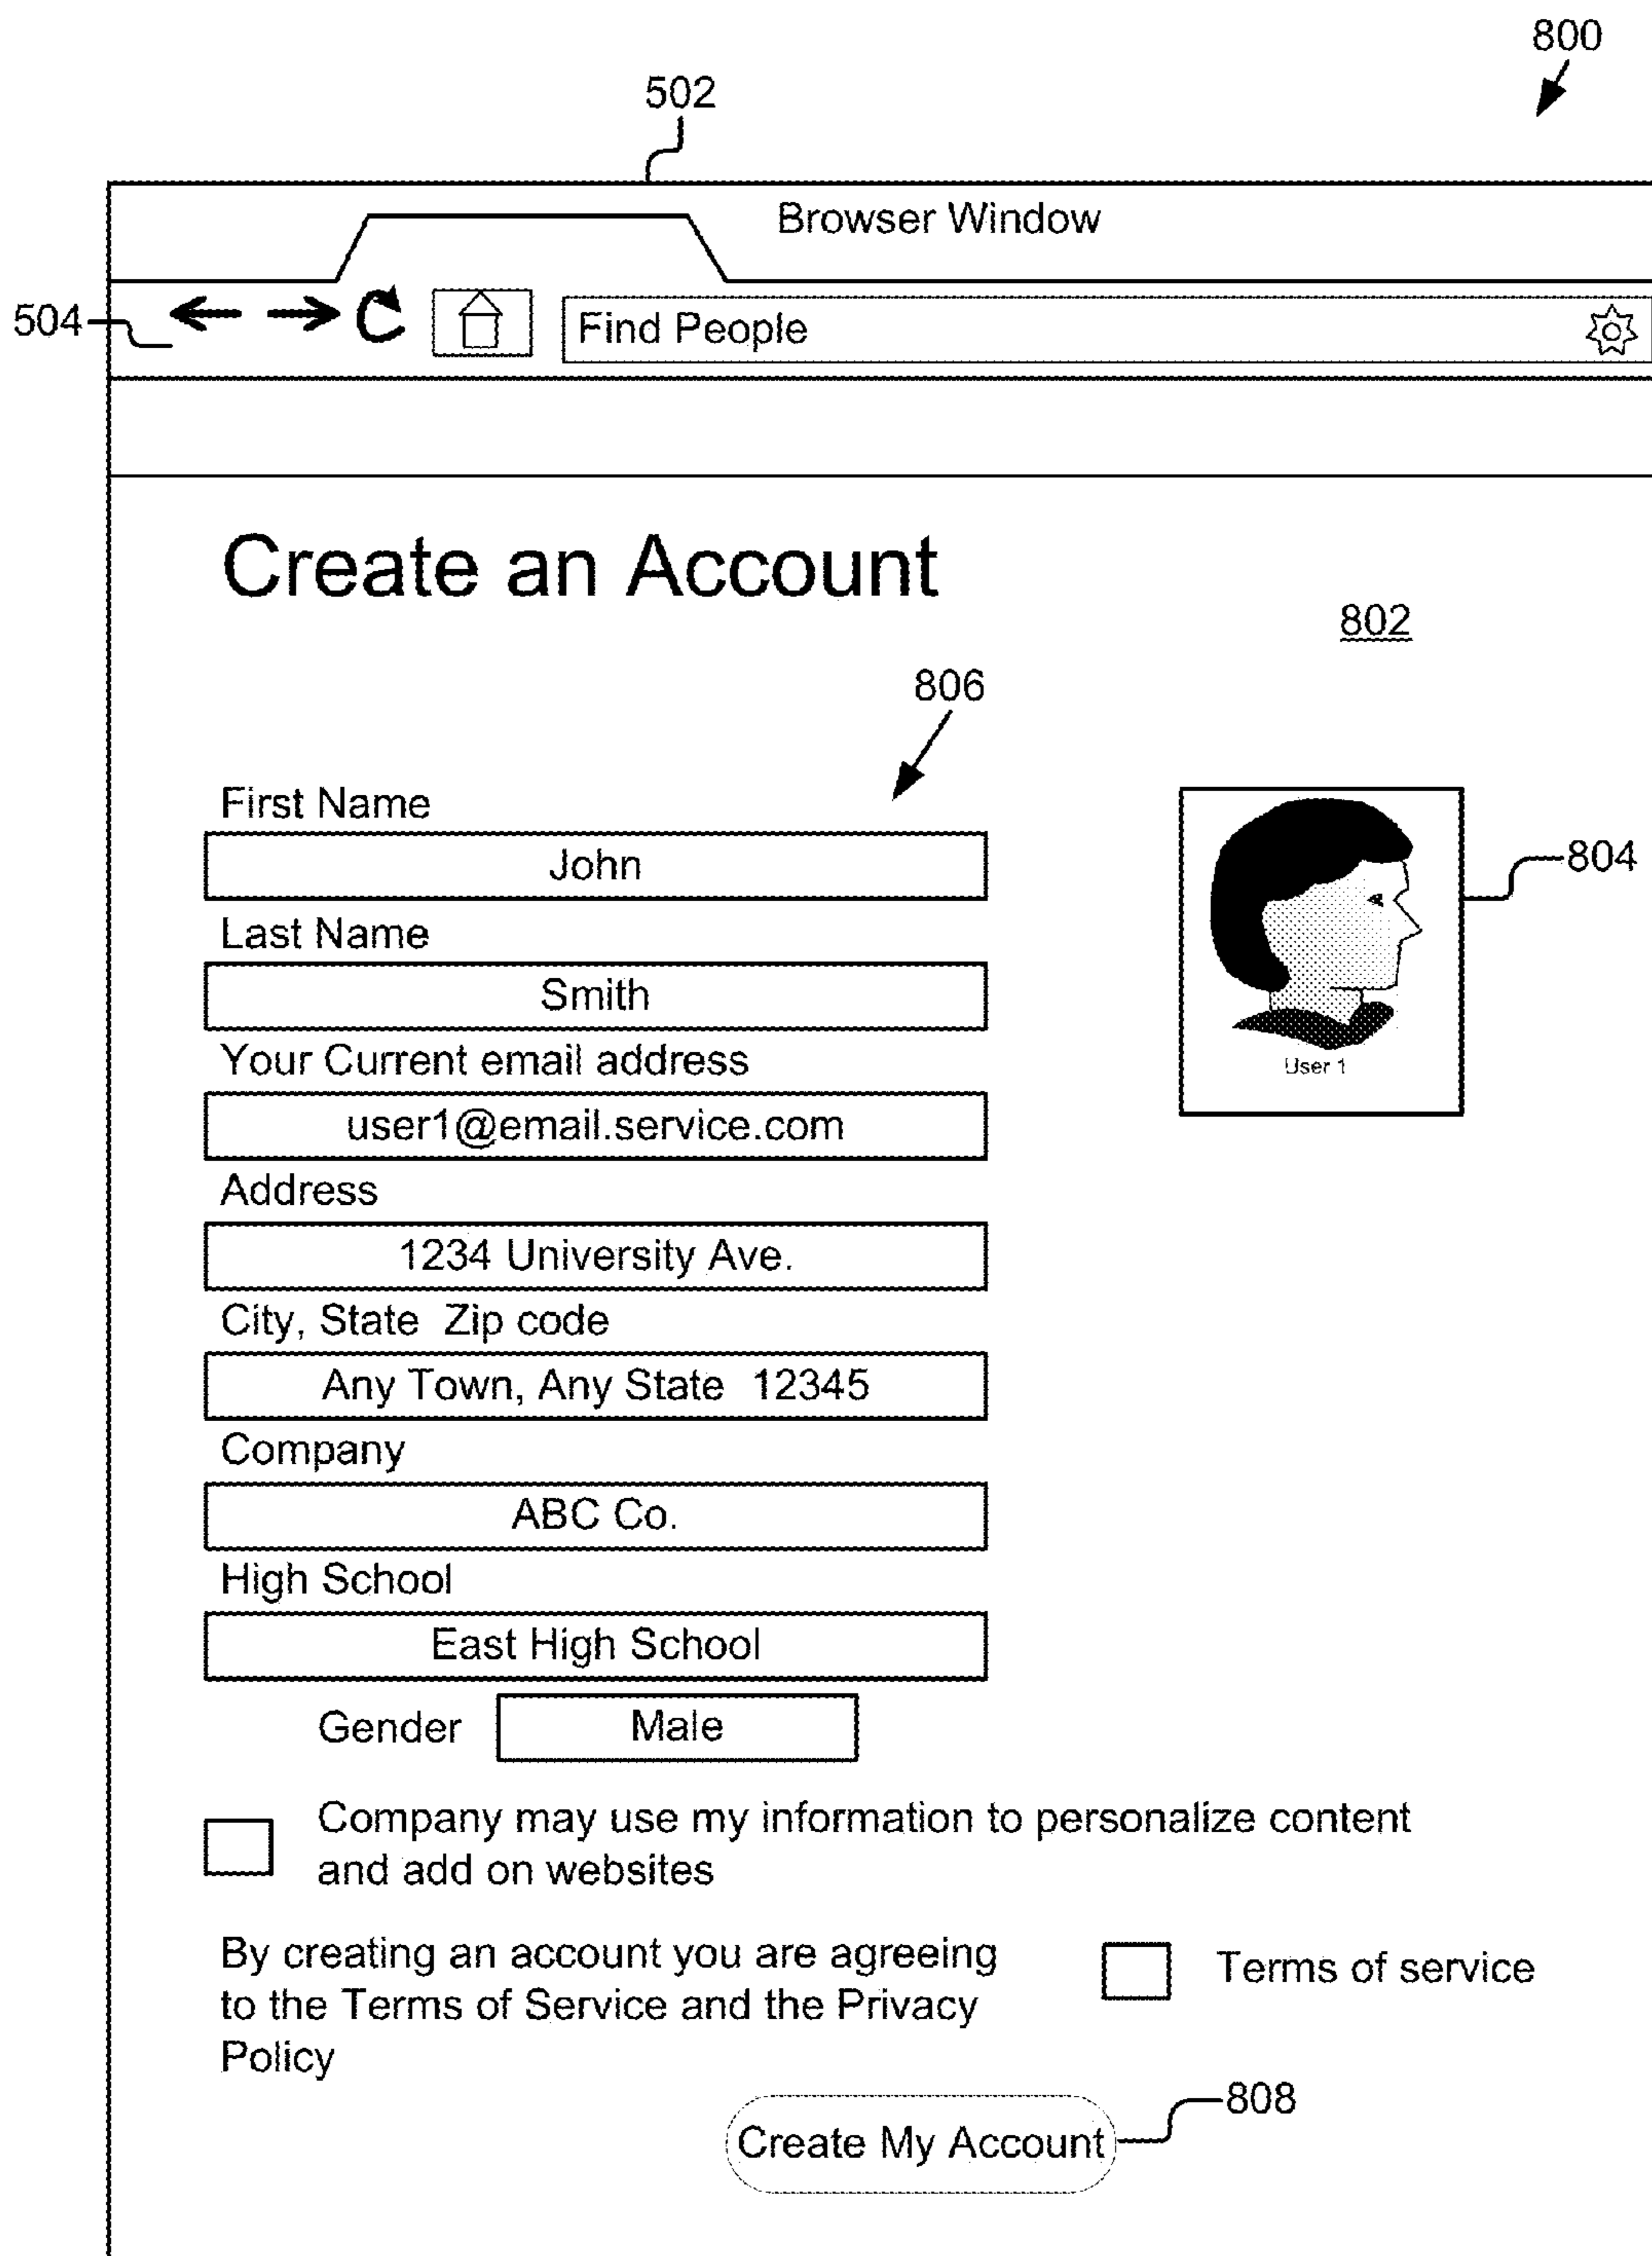 800
502
Browser Window
504
Find People
Create an Account
802
806
First Name
John
804
Last Name
Smith
Your Current email address
User 1
user1@email.service.com
Address
1234 University Ave.
City, State Zip code
Any Town, Any State 12345
Company
ABC Co.
High School
East High School
Gender Male
Company may use my information to personalize content
and add on websites
By creating an account you are agreeing
to the Terms of Service and the Privacy
Policy
Terms of service
808
Create My Account